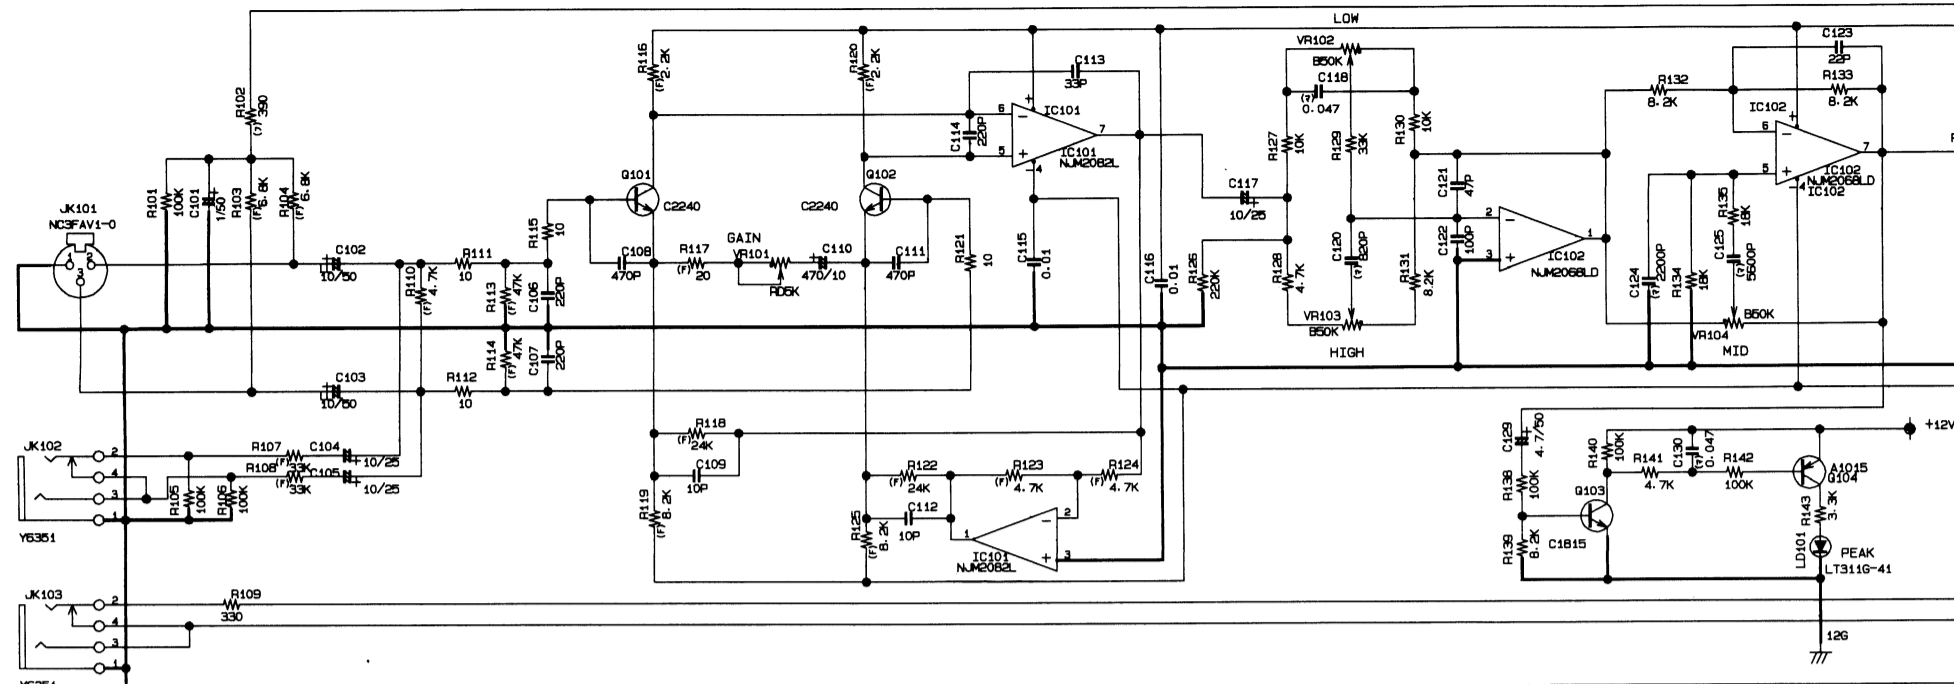 LOW
R116
(F) 2.2K
R120
(F) 2.2K
C113
33P
VR102
B50K
C118
(7)
0.047
C123
22P
R132
8.2K
R133
8.2K
R102
(7) 390
6
−
+
IC101
7
5
+
IC101
NJM2082L
−
4
C114
220P
R127
10K
R129
33K
R130
10K
IC102
6
−
+
7
5
+
IC102
NJM2068LD
−
4
IC102
R101
100K
C101
1/50
R103
(F) 6.8K
R104
(F) 6.8K
JK101
NC3FAV1-0
1
2
3
Q101
C2240
Q102
C2240
C117
10/25
C121
47P
C122
100P
2
−
3
+
1
IC102
NJM2068LD
R135
18K
C102
10/50
R111
10
R115
10
C108
470P
R117
(F)
20
GAIN
VR101
RD5K
C110
470/10
C111
470P
R121
10
C115
0.01
C116
0.01
R126
220K
R128
4.7K
C120
(7) 820P
R131
8.2K
C124
(7) 2200P
R134
18K
C125
(7) 5600P
R110
(F) 4.7K
R113
(F) 47K
C106
220P
R114
(F) 47K
C107
220P
VR103
B50K
HIGH
B50K
VR104
MID
C103
10/50
R112
10
JK102
2
4
3
1
Y6351
R107
(F) 33K
C104
10/25
R108
(F) 33K
C105
10/25
R105
100K
R106
100K
R118
(F) 24K
C109
10P
R119
(F) 8.2K
R122
(F) 24K
R123
(F) 4.7K
R124
(F) 4.7K
C112
10P
R125
(F) 8.2K
1
−
2
+
3
IC101
NJM2082L
C129
4.7/50
R138
100K
R139
8.2K
R140
100K
R141
4.7K
C130
(7) 0.047
R142
100K
+12V
A1015
Q104
Q103
C1815
R143
3.3K
LD101
PEAK
LT311G-41
12G
JK103
2
4
3
1
R109
330